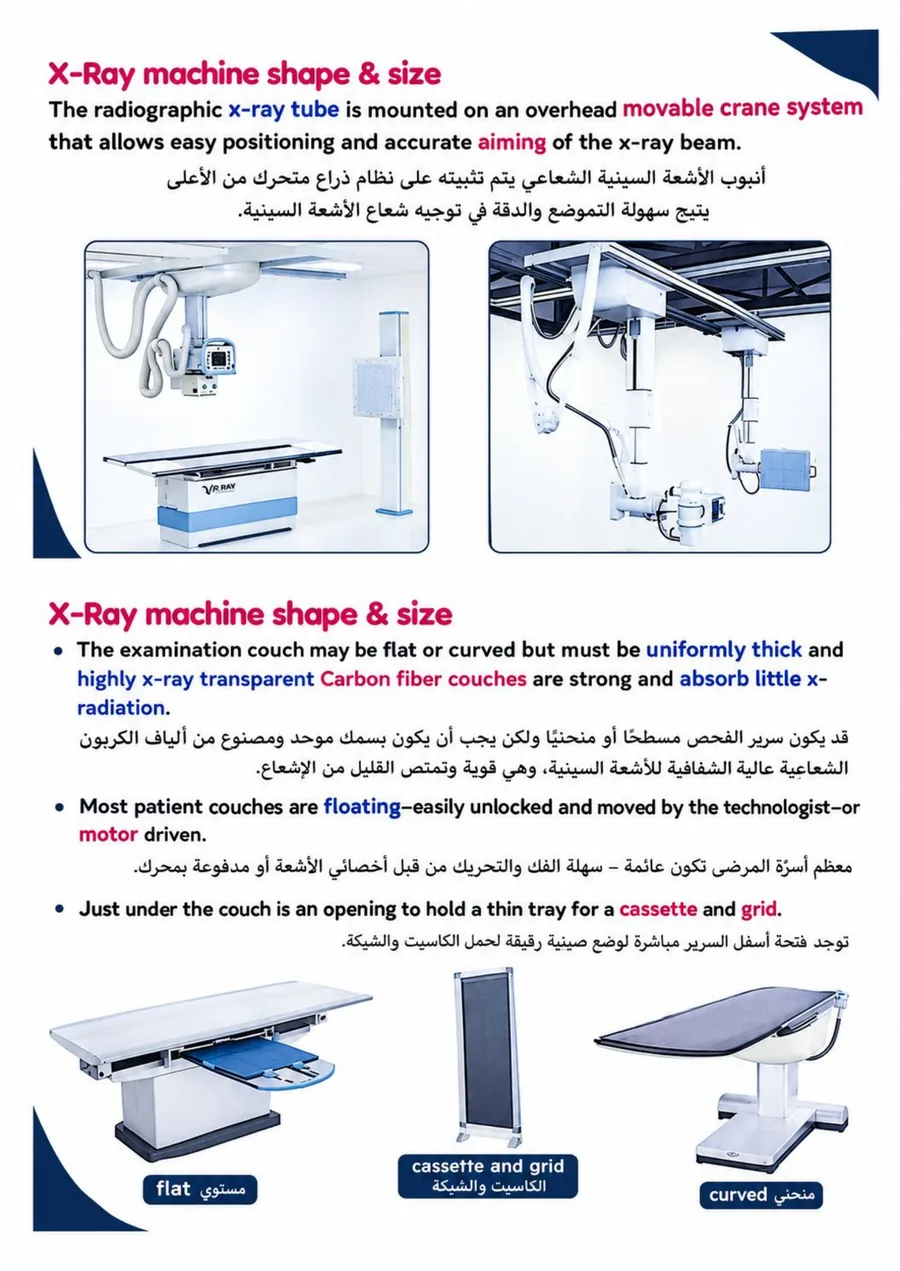 X-Ray machine shape & size
The radiographic x-ray tube is mounted on an overhead movable crane system
that allows easy positioning and accurate aiming of the x-ray beam.
أنبوب الأشعة السينية الشعاعي يتم تثبيته على نظام ذراع متحرك من الأعلى
يتيح سهولة التموضع والدقة في توجيه شعاع الأشعة السينية.
VR RAY
X-Ray machine shape & size
• The examination couch may be flat or curved but must be uniformly thick and
highly x-ray transparent Carbon fiber couches are strong and absorb little x-
radiation.
قد يكون سرير الفحص مسطحًا أو منحنيًا ولكن يجب أن يكون بسمك موحد ومصنوع من ألياف الكربون
الشعاعية عالية الشفافية للأشعة السينية، وهي قوية وتمتص القليل من الإشعاع.
• Most patient couches are floating–easily unlocked and moved by the technologist–or
motor driven.
معظم أسرّة المرضى تكون عائمة – سهلة الفك والتحريك من قبل أخصائي الأشعة أو مدفوعة بمحرك.
• Just under the couch is an opening to hold a thin tray for a cassette and grid.
توجد فتحة أسفل السرير مباشرة لوضع صينية رقيقة لحمل الكاسيت والشبكة.
flat مستوي
cassette and grid
الكاسيت والشبكة
curved منحني